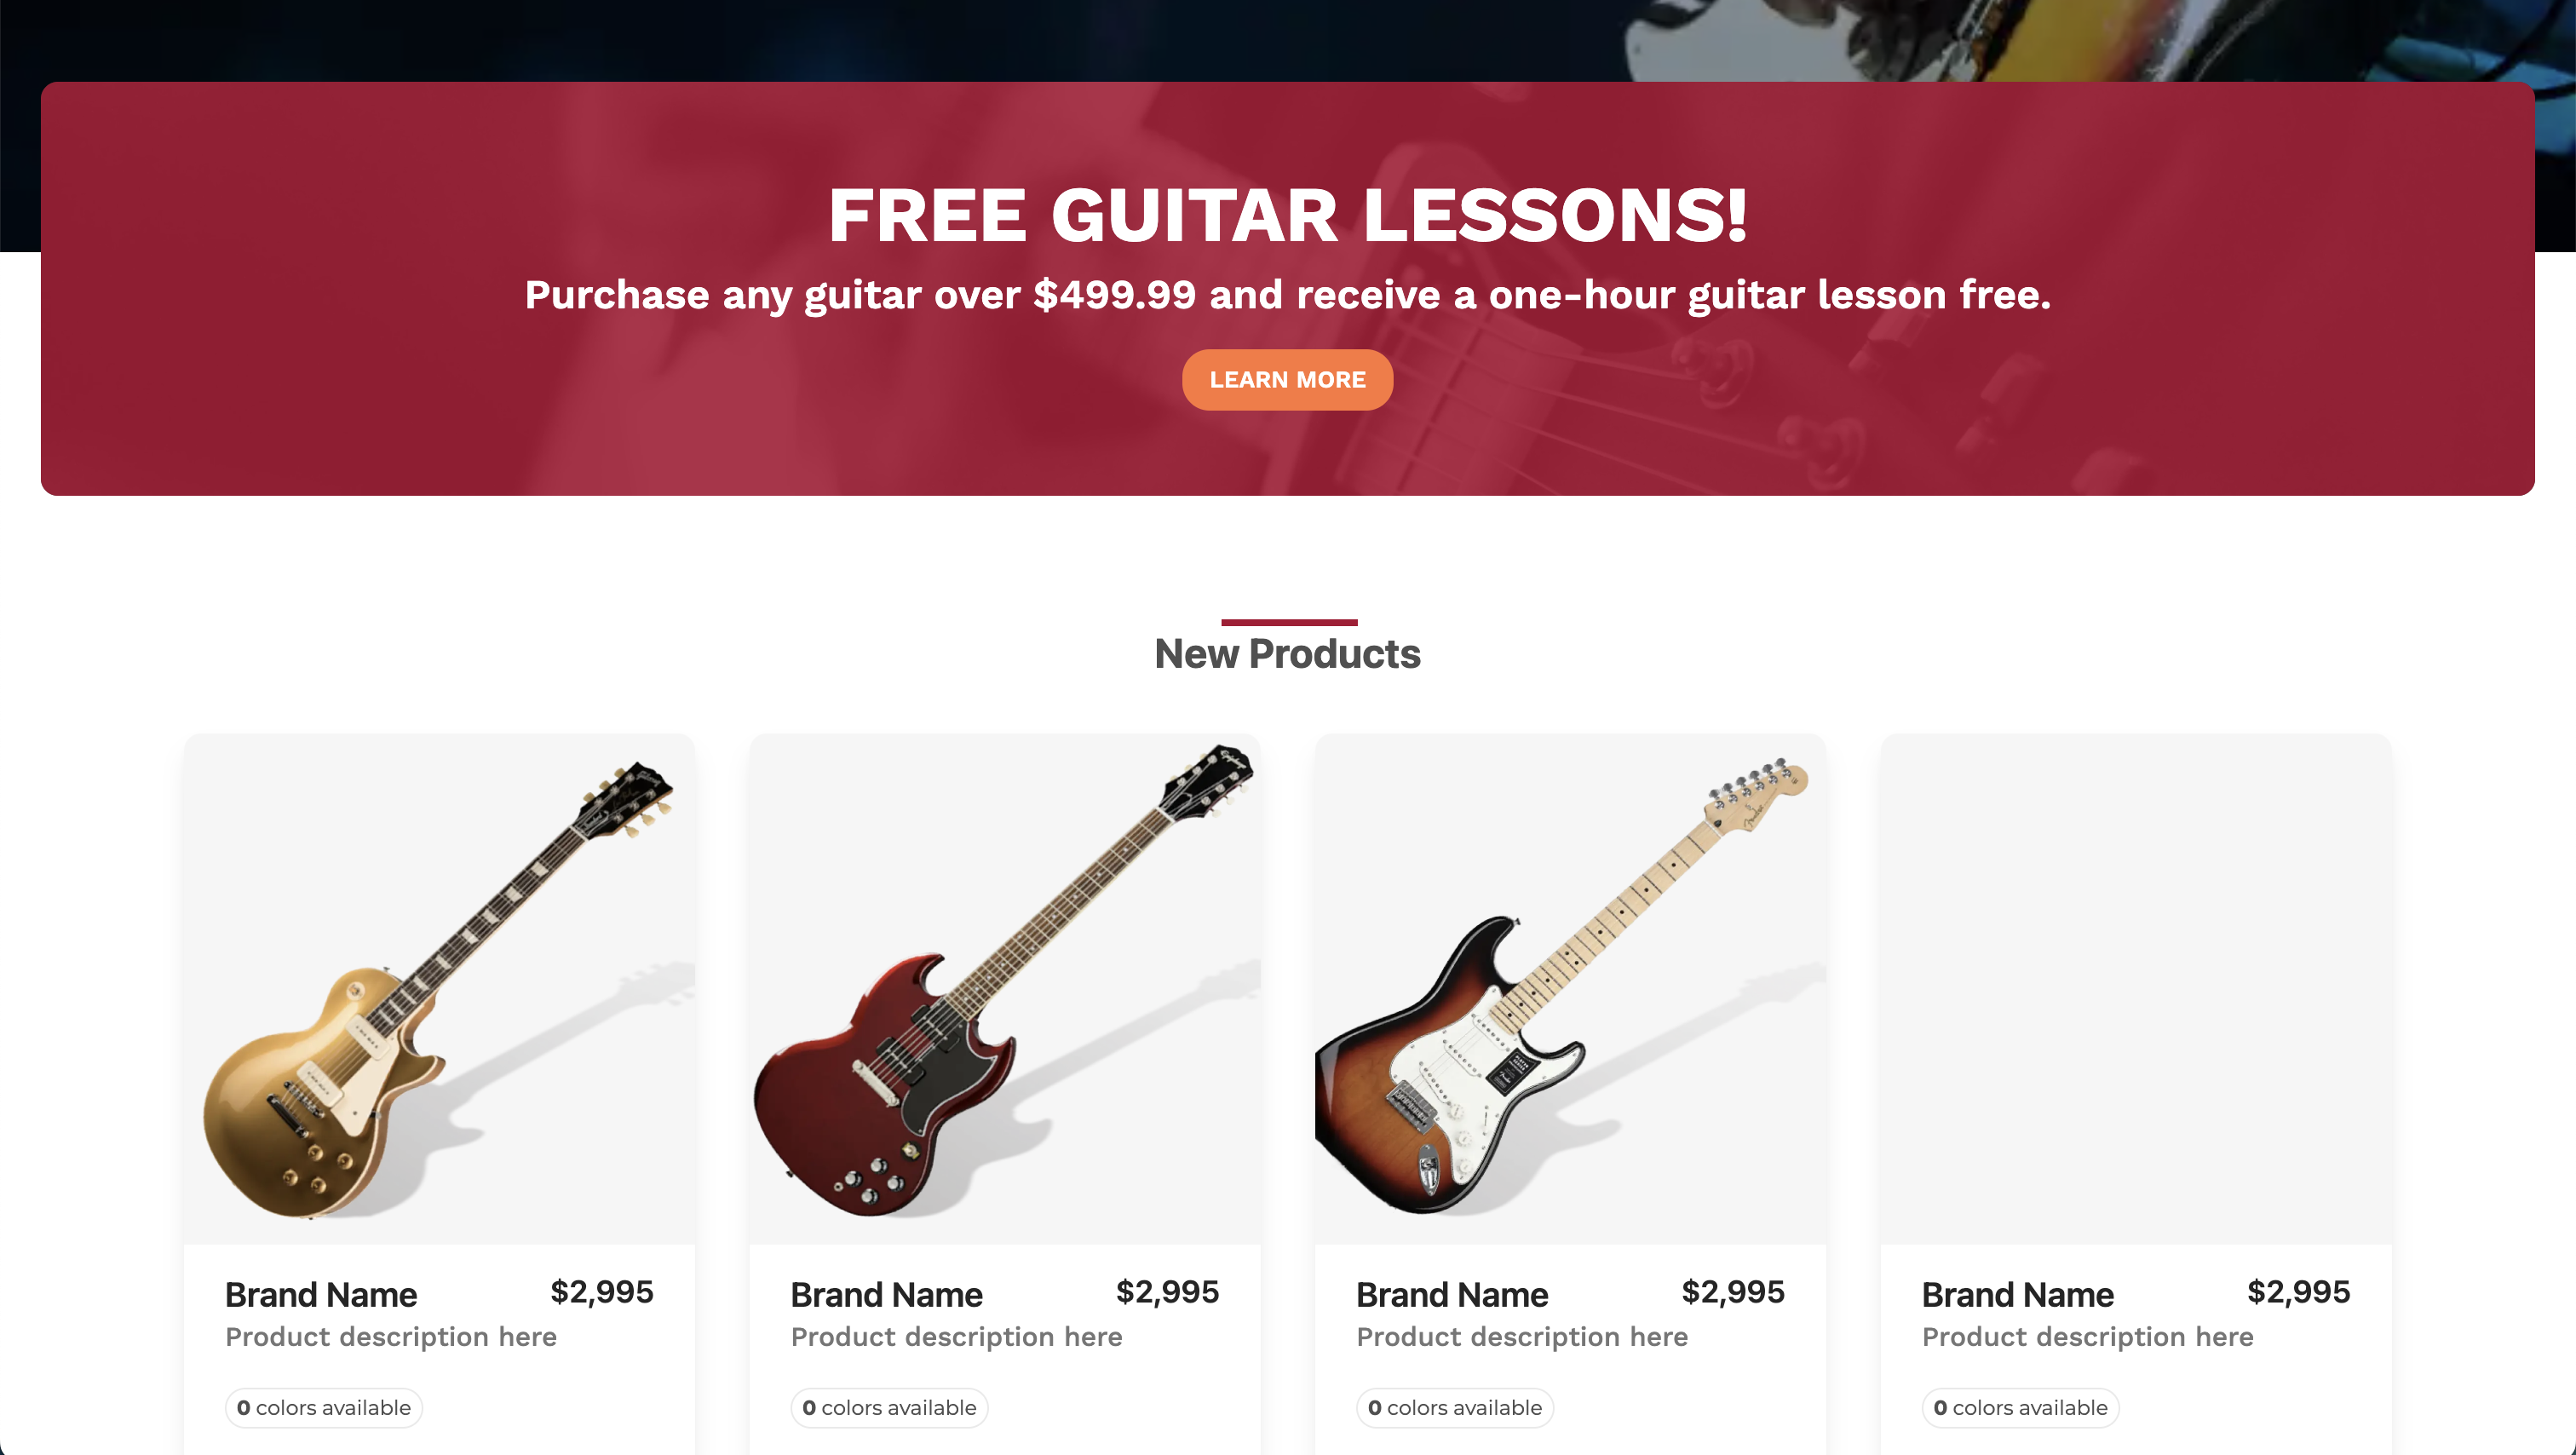 FREE GUITAR LESSONS!
Purchase any guitar over $499.99 and receive a one-hour guitar lesson free.
LEARN MORE
New Products
Gibson
Epiphone
Fender
Brand Name $2,995
Product description here
0 colors available
Brand Name $2,995
Product description here
0 colors available
Brand Name $2,995
Product description here
0 colors available
Brand Name $2,995
Product description here
0 colors available